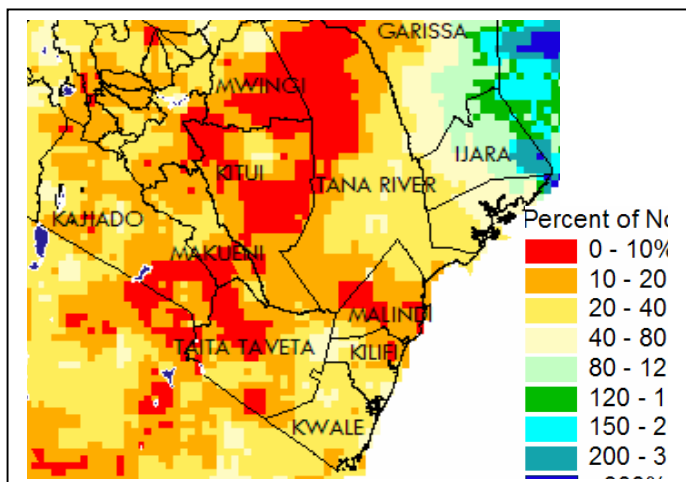 GARISSA
MWINGI
IJARA
KITUI
TANA RIVER
KAJIADO
MAKUENI
MALINDI
TAITA TAVETA
KILIFI
KWALE
Percent of No
0 - 10%
10 - 20
20 - 40
40 - 80
80 - 12
120 - 1
150 - 2
200 - 3